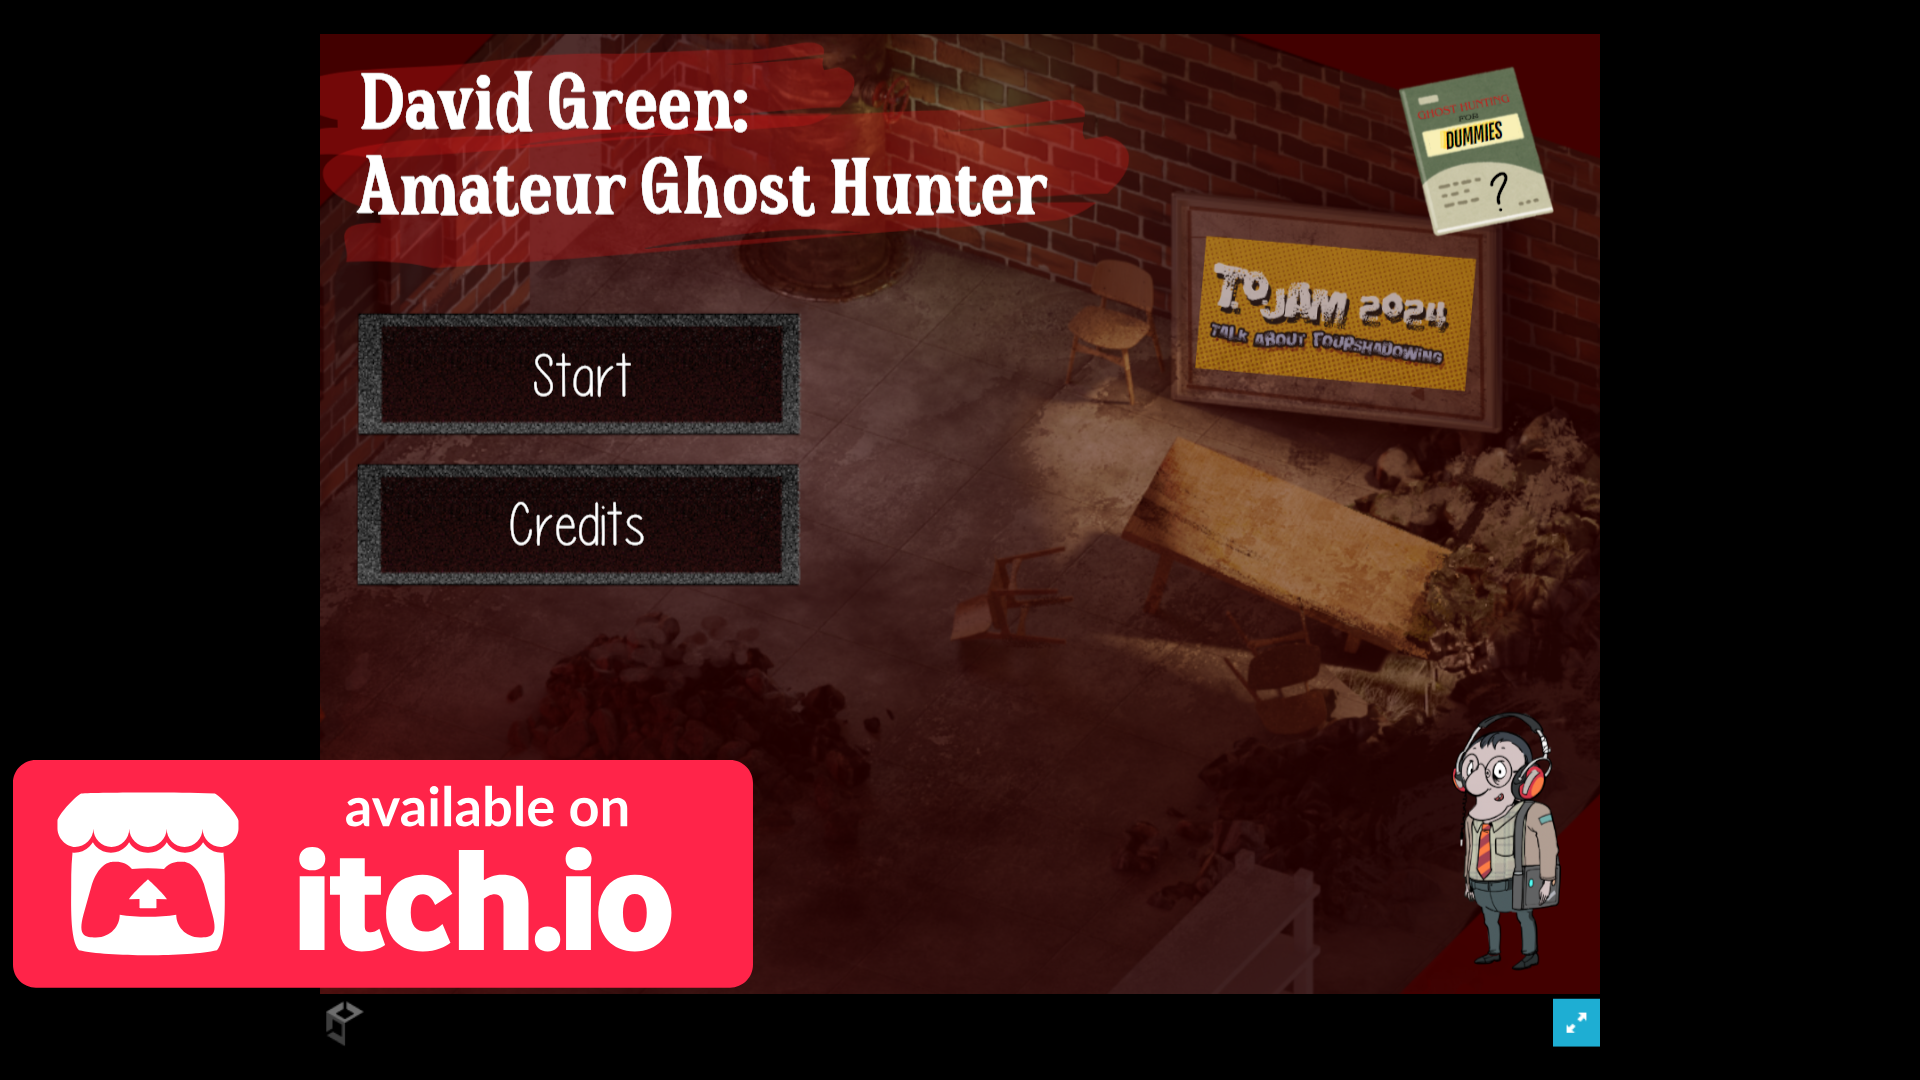 David Green:
Amateur Ghost Hunter
GHOST HUNTING
FOR
DUMMIES
?
T.O.JAM 2024
TALK ABOUT FOURSHADOWING
Start
Credits
available on
itch.io